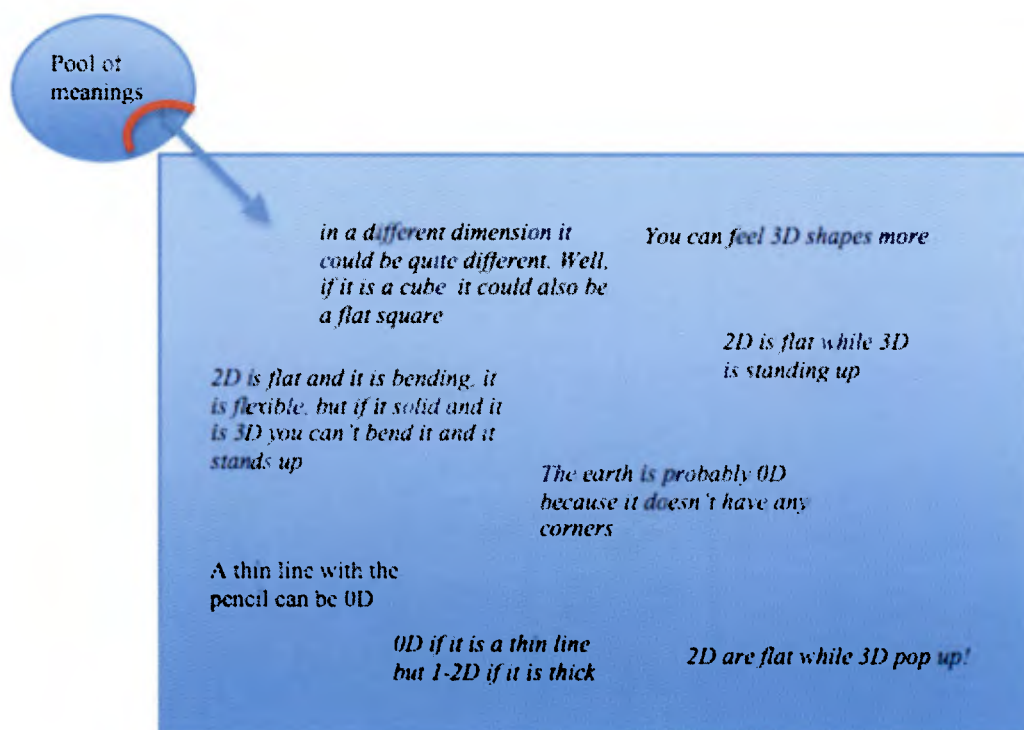 Pool of
meanings
in a different dimension it
could be quite different. Well,
if it is a cube it could also be
a flat square
You can feel 3D shapes more
2D is flat while 3D
is standing up
2D is flat and it is bending, it
is flexible, but if it solid and it
is 3D you can't bend it and it
stands up
The earth is probably 0D
because it doesn't have any
corners
A thin line with the
pencil can be 0D
0D if it is a thin line
but 1-2D if it is thick
2D are flat while 3D pop up!